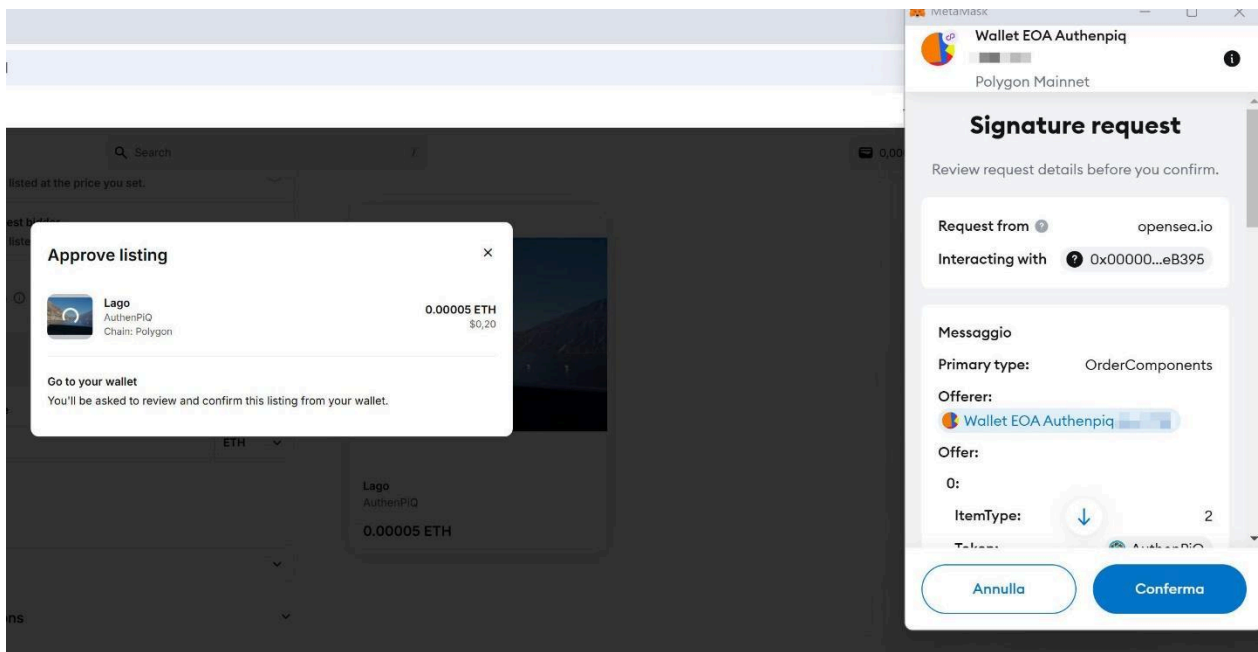 Search
/
0,00
listed at the price you set.
Approve listing
×
Lago
AuthenPiQ
Chain: Polygon
0.00005 ETH
$0,20
Go to your wallet
You'll be asked to review and confirm this listing from your wallet.
ETH
Lago
AuthenPiQ
0.00005 ETH
MetaMask
Wallet EOA Authenpiq
Polygon Mainnet
Signature request
Review request details before you confirm.
Request from
opensea.io
Interacting with
0x00000...eB395
Messaggio
Primary type:
OrderComponents
Offerer:
Wallet EOA Authenpiq
Offer:
0:
ItemType:
2
Token:
AuthenPiQ
Annulla
Conferma